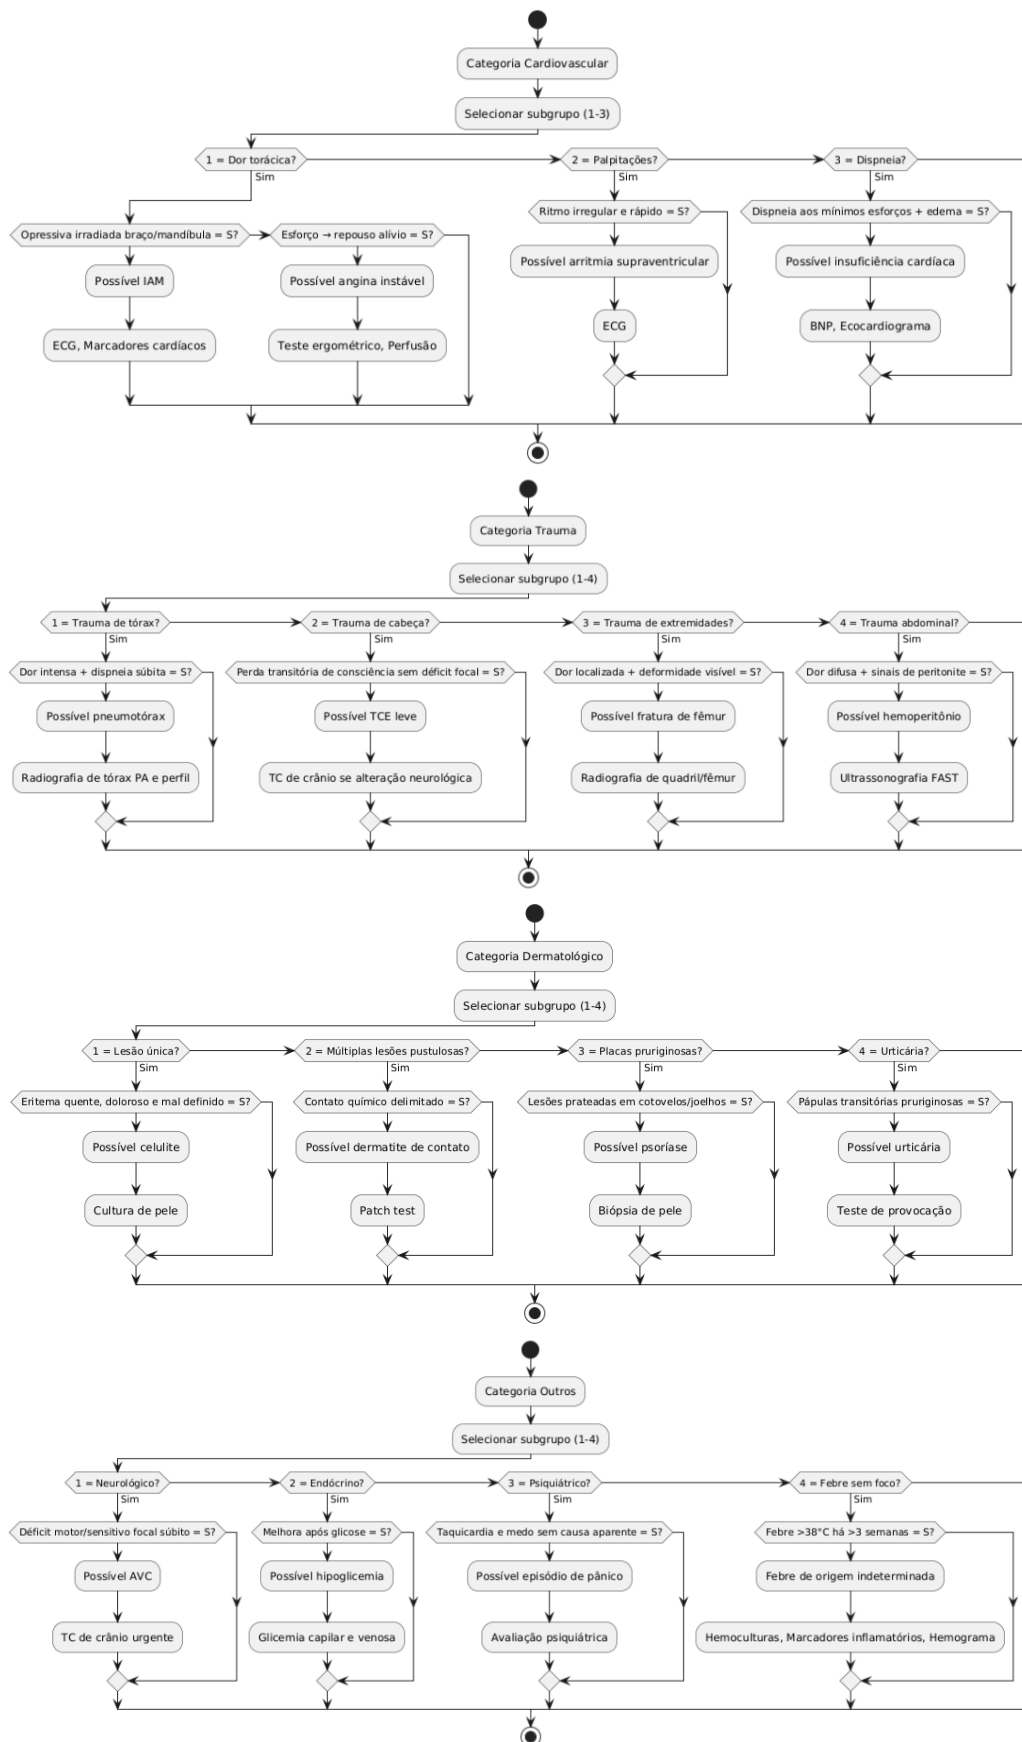 Categoria Cardiovascular
Selecionar subgrupo (1-3)
1 = Dor torácica?
2 = Palpitações?
3 = Dispneia?
Sim
Sim
Sim
Opressiva irradiada braço/mandíbula = S?
Esforço → repouso alívio = S?
Ritmo irregular e rápido = S?
Dispneia aos mínimos esforços + edema = S?
Possível IAM
Possível angina instável
Possível arritmia supraventricular
Possível insuficiência cardíaca
ECG, Marcadores cardíacos
Teste ergométrico, Perfusão
ECG
BNP, Ecocardiograma
Categoria Trauma
Selecionar subgrupo (1-4)
1 = Trauma de tórax?
2 = Trauma de cabeça?
3 = Trauma de extremidades?
4 = Trauma abdominal?
Sim
Sim
Sim
Sim
Dor intensa + dispneia súbita = S?
Perda transitória de consciência sem déficit focal = S?
Dor localizada + deformidade visível = S?
Dor difusa + sinais de peritonite = S?
Possível pneumotórax
Possível TCE leve
Possível fratura de fêmur
Possível hemoperitônio
Radiografia de tórax PA e perfil
TC de crânio se alteração neurológica
Radiografia de quadril/fêmur
Ultrassonografia FAST
Categoria Dermatológico
Selecionar subgrupo (1-4)
1 = Lesão única?
2 = Múltiplas lesões pustulosas?
3 = Placas pruriginosas?
4 = Urticária?
Sim
Sim
Sim
Sim
Eritema quente, doloroso e mal definido = S?
Contato químico delimitado = S?
Lesões prateadas em cotovelos/joelhos = S?
Pápulas transitórias pruriginosas = S?
Possível celulite
Possível dermatite de contato
Possível psoríase
Possível urticária
Cultura de pele
Patch test
Biópsia de pele
Teste de provocação
Categoria Outros
Selecionar subgrupo (1-4)
1 = Neurológico?
2 = Endócrino?
3 = Psiquiátrico?
4 = Febre sem foco?
Sim
Sim
Sim
Sim
Déficit motor/sensitivo focal súbito = S?
Melhora após glicose = S?
Taquicardia e medo sem causa aparente = S?
Febre >38°C há >3 semanas = S?
Possível AVC
Possível hipoglicemia
Possível episódio de pânico
Febre de origem indeterminada
TC de crânio urgente
Glicemia capilar e venosa
Avaliação psiquiátrica
Hemoculturas, Marcadores inflamatórios, Hemograma